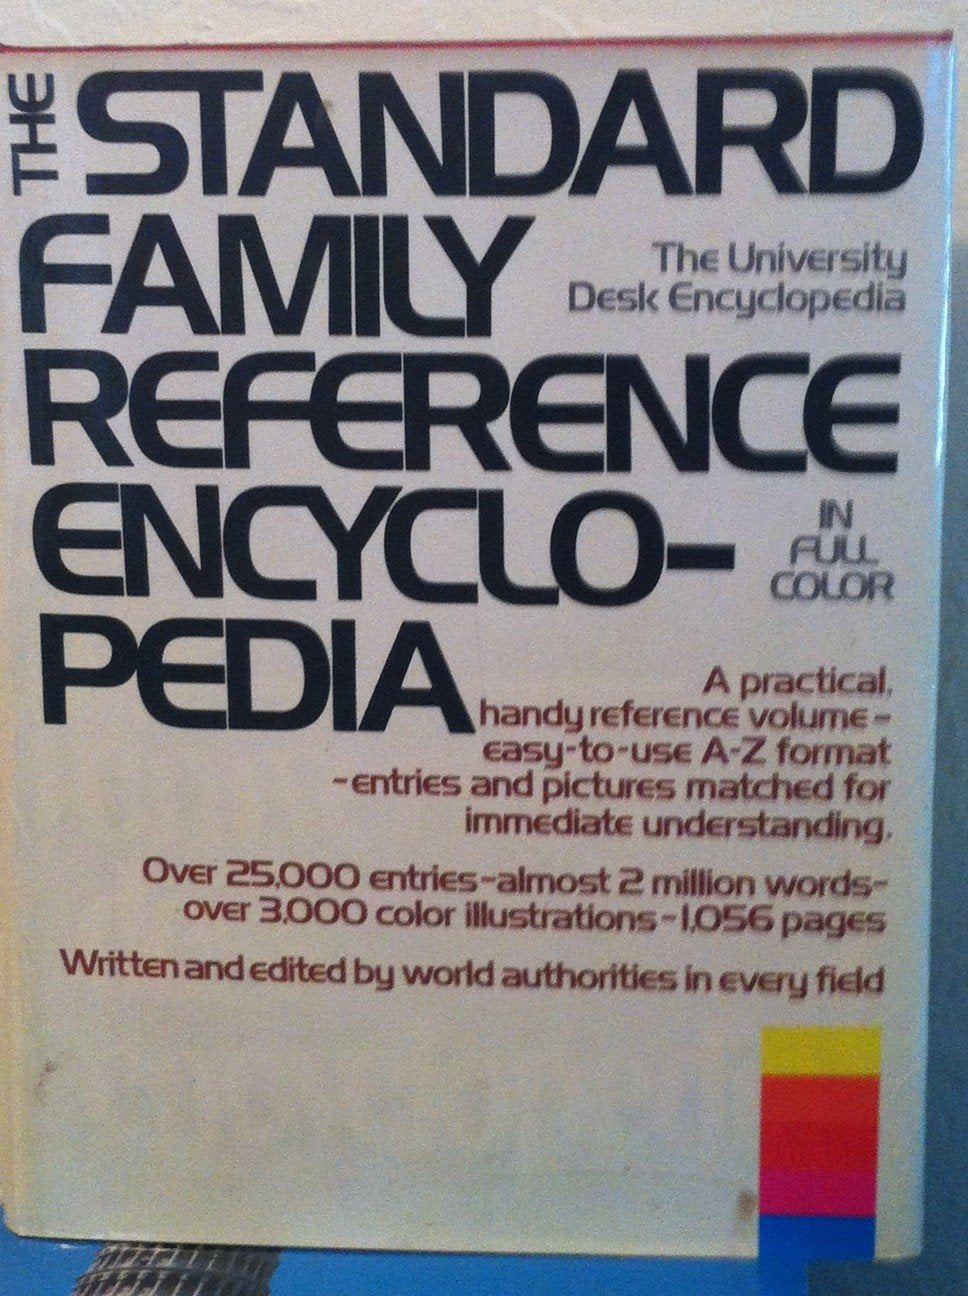 THE STANDARD
FAMILY
The University
Desk Encyclopedia
REFERENCE
ENCYCLO-
IN
FULL
COLOR
PEDIA
A practical,
handy reference volume-
easy-to-use A-Z format
-entries and pictures matched for
immediate understanding.
Over 25,000 entries-almost 2 million words-
over 3,000 color illustrations-1,056 pages
Written and edited by world authorities in every field